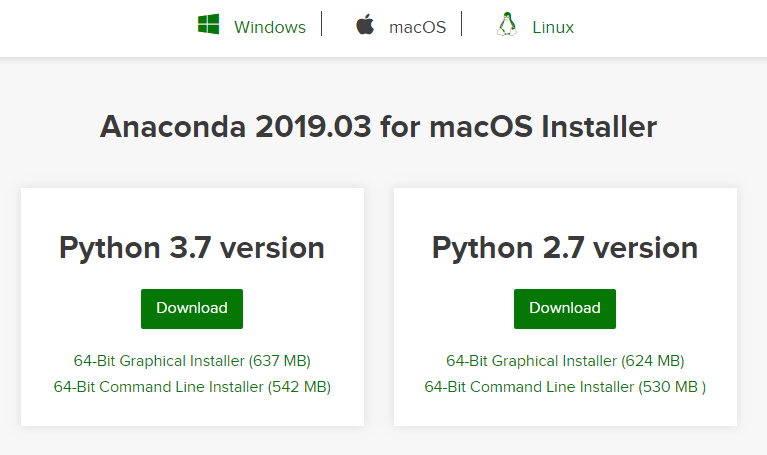 Windows
macOS
Linux
Anaconda 2019.03 for macOS Installer
Python 3.7 version
Download
64-Bit Graphical Installer (637 MB)
64-Bit Command Line Installer (542 MB)
Python 2.7 version
Download
64-Bit Graphical Installer (624 MB)
64-Bit Command Line Installer (530 MB )